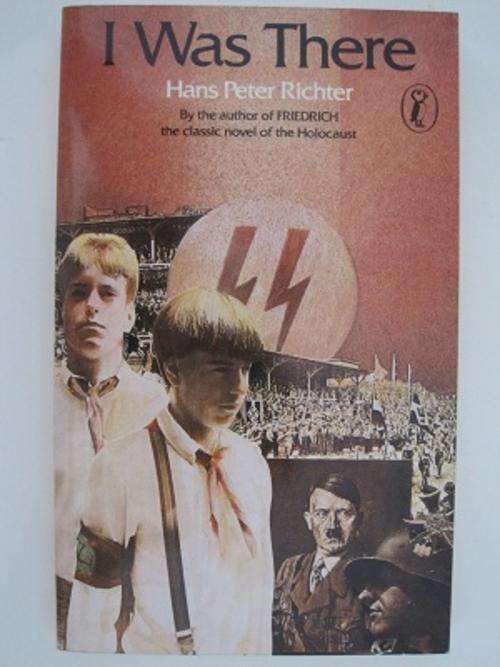 I Was There
Hans Peter Richter
By the author of FRIEDRICH
the classic novel of the Holocaust